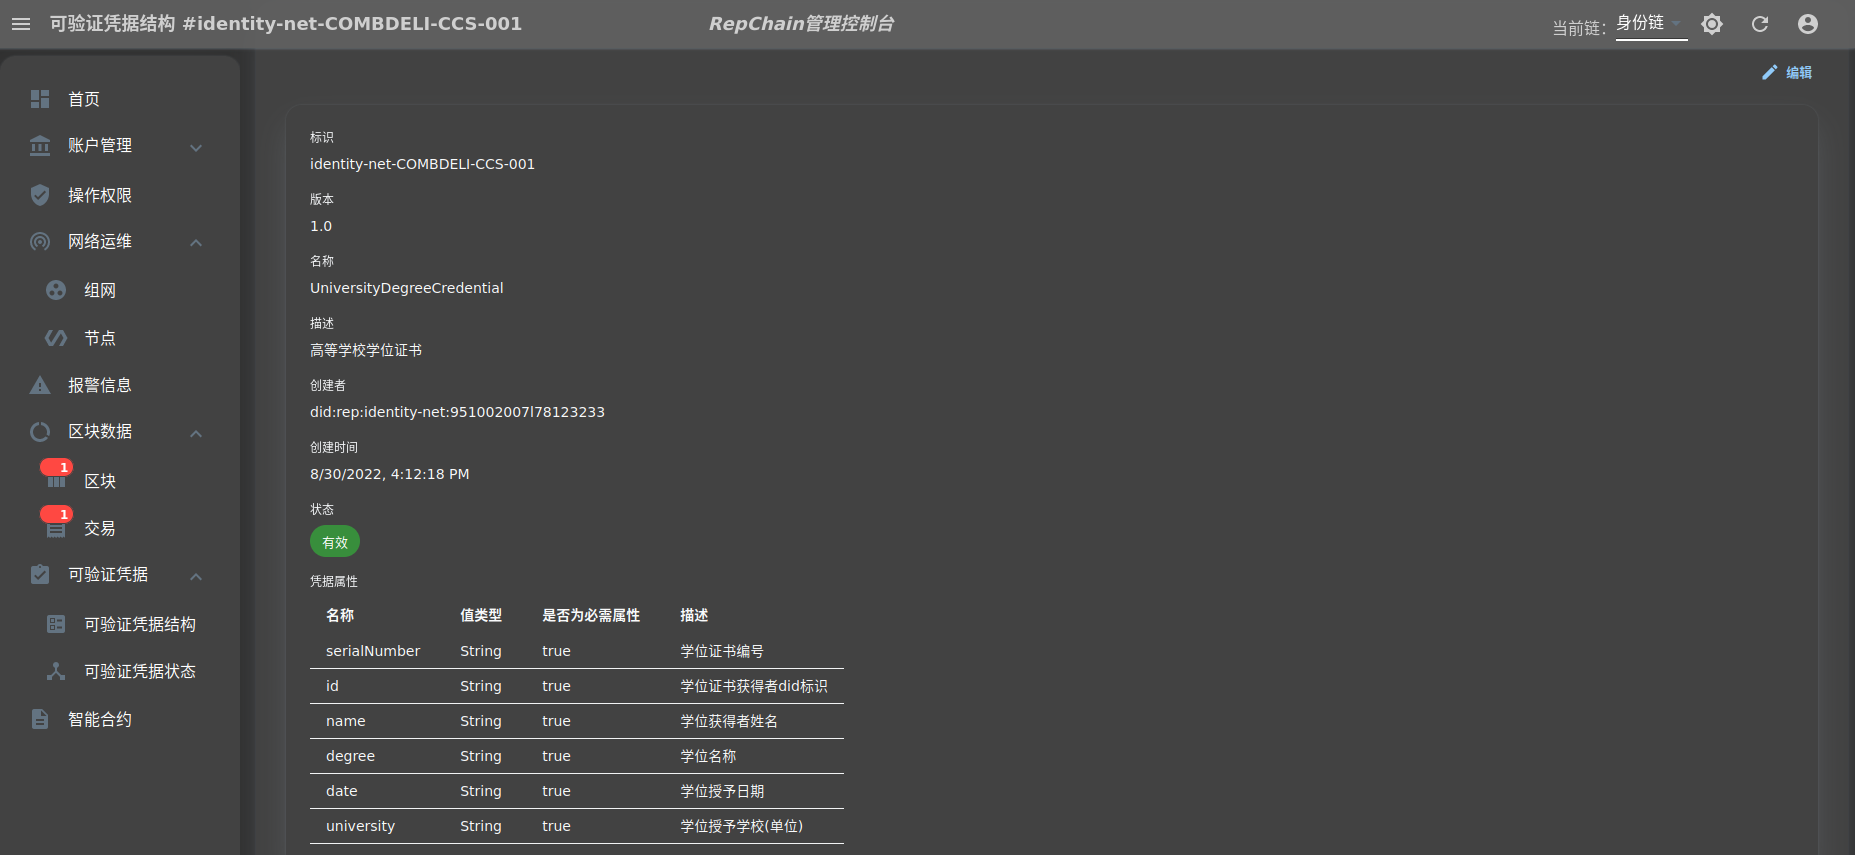 可验证凭据结构 #identity-net-COMBDELI-CCS-001
RepChain管理控制台
当前链:
身份链
编辑
首页
账户管理
操作权限
网络运维
组网
节点
报警信息
区块数据
1
区块
1
交易
可验证凭据
可验证凭据结构
可验证凭据状态
智能合约
标识
identity-net-COMBDELI-CCS-001
版本
1.0
名称
UniversityDegreeCredential
描述
高等学校学位证书
创建者
did:rep:identity-net:951002007l78123233
创建时间
8/30/2022, 4:12:18 PM
状态
有效
凭据属性
名称 值类型 是否为必需属性 描述
serialNumber String true 学位证书编号
id String true 学位证书获得者did标识
name String true 学位获得者姓名
degree String true 学位名称
date String true 学位授予日期
university String true 学位授予学校(单位)